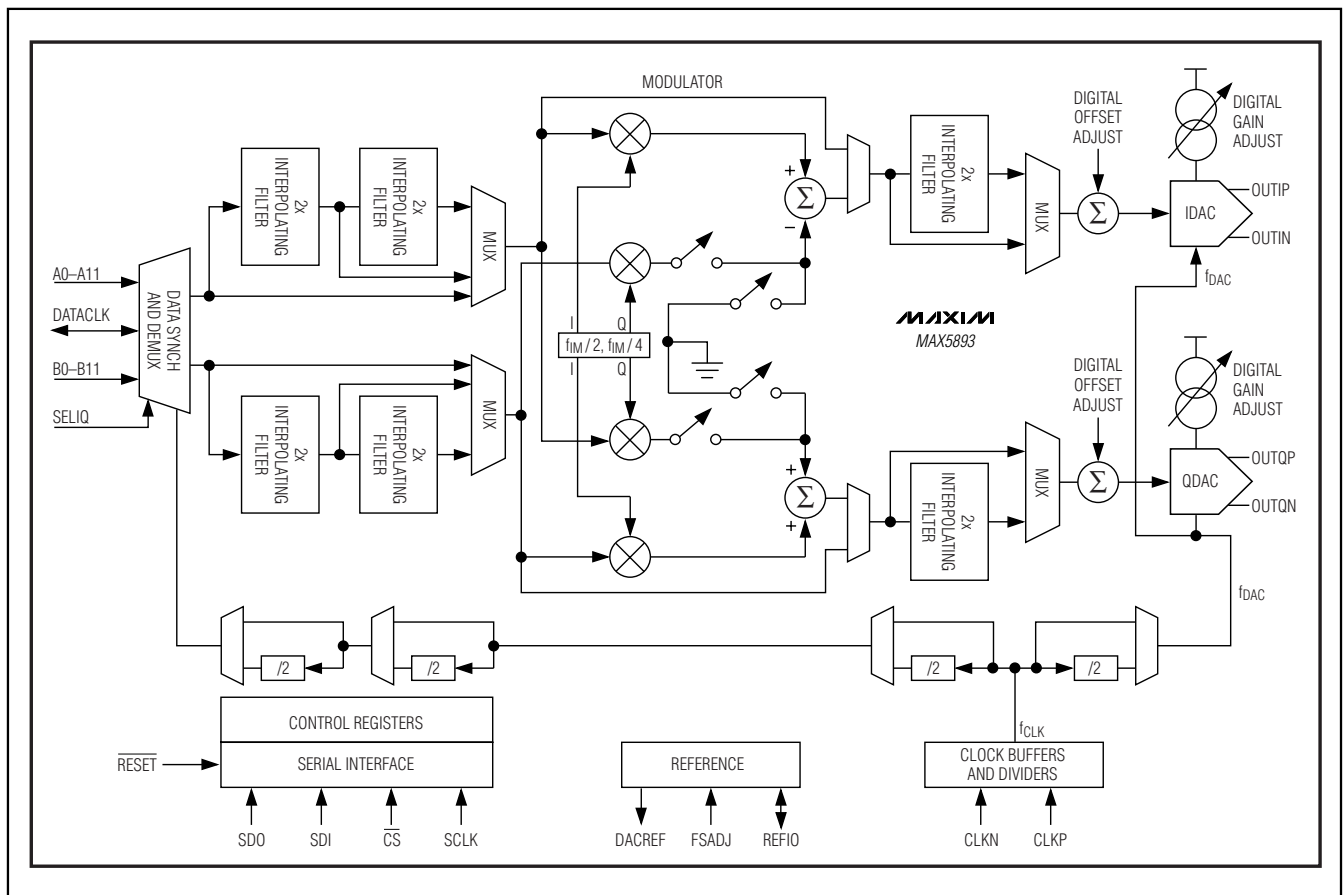 MODULATOR
DIGITAL
OFFSET
ADJUST
DIGITAL
GAIN
ADJUST
2x
INTERPOLATING
FILTER
2x
INTERPOLATING
FILTER
MUX
+
Σ
–
2x
INTERPOLATING
FILTER
MUX
Σ
IDAC
OUTIP
OUTIN
fDAC
A0–A11
DATACLK
B0–B11
SELIQ
DATA SYNCH
AND DEMUX
I
Q
fIM / 2, fIM / 4
I
Q
MAXIM
MAX5893
2x
INTERPOLATING
FILTER
2x
INTERPOLATING
FILTER
MUX
+
Σ
+
2x
INTERPOLATING
FILTER
MUX
DIGITAL
OFFSET
ADJUST
Σ
DIGITAL
GAIN
ADJUST
QDAC
OUTQP
OUTQN
fDAC
/2
/2
/2
/2
fCLK
CONTROL REGISTERS
RESET
SERIAL INTERFACE
SDO
SDI
CS
SCLK
REFERENCE
DACREF
FSADJ
REFIO
CLOCK BUFFERS
AND DIVIDERS
CLKN
CLKP